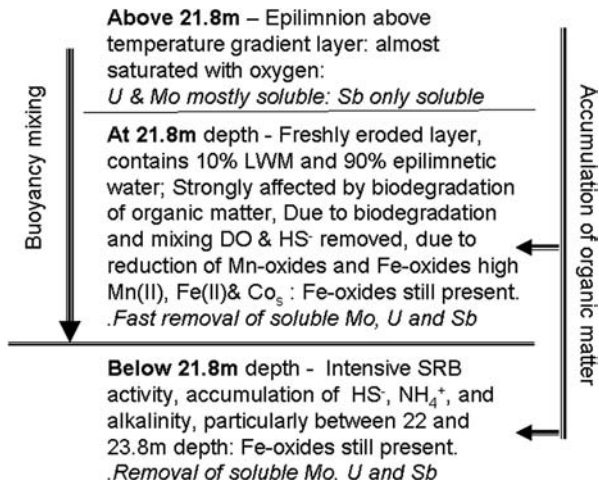 Above 21.8m – Epilimnion above
temperature gradient layer: almost
saturated with oxygen:
U & Mo mostly soluble: Sb only soluble
At 21.8m depth - Freshly eroded layer,
contains 10% LWM and 90% epilimnetic
water; Strongly affected by biodegradation
of organic matter, Due to biodegradation
and mixing DO & HS- removed, due to
reduction of Mn-oxides and Fe-oxides high
Mn(II), Fe(II)& Cos : Fe-oxides still present.
.Fast removal of soluble Mo, U and Sb
Below 21.8m depth - Intensive SRB
activity, accumulation of HS-, NH4+, and
alkalinity, particularly between 22 and
23.8m depth: Fe-oxides still present.
.Removal of soluble Mo, U and Sb
Buoyancy mixing
Accumulation of organic matter